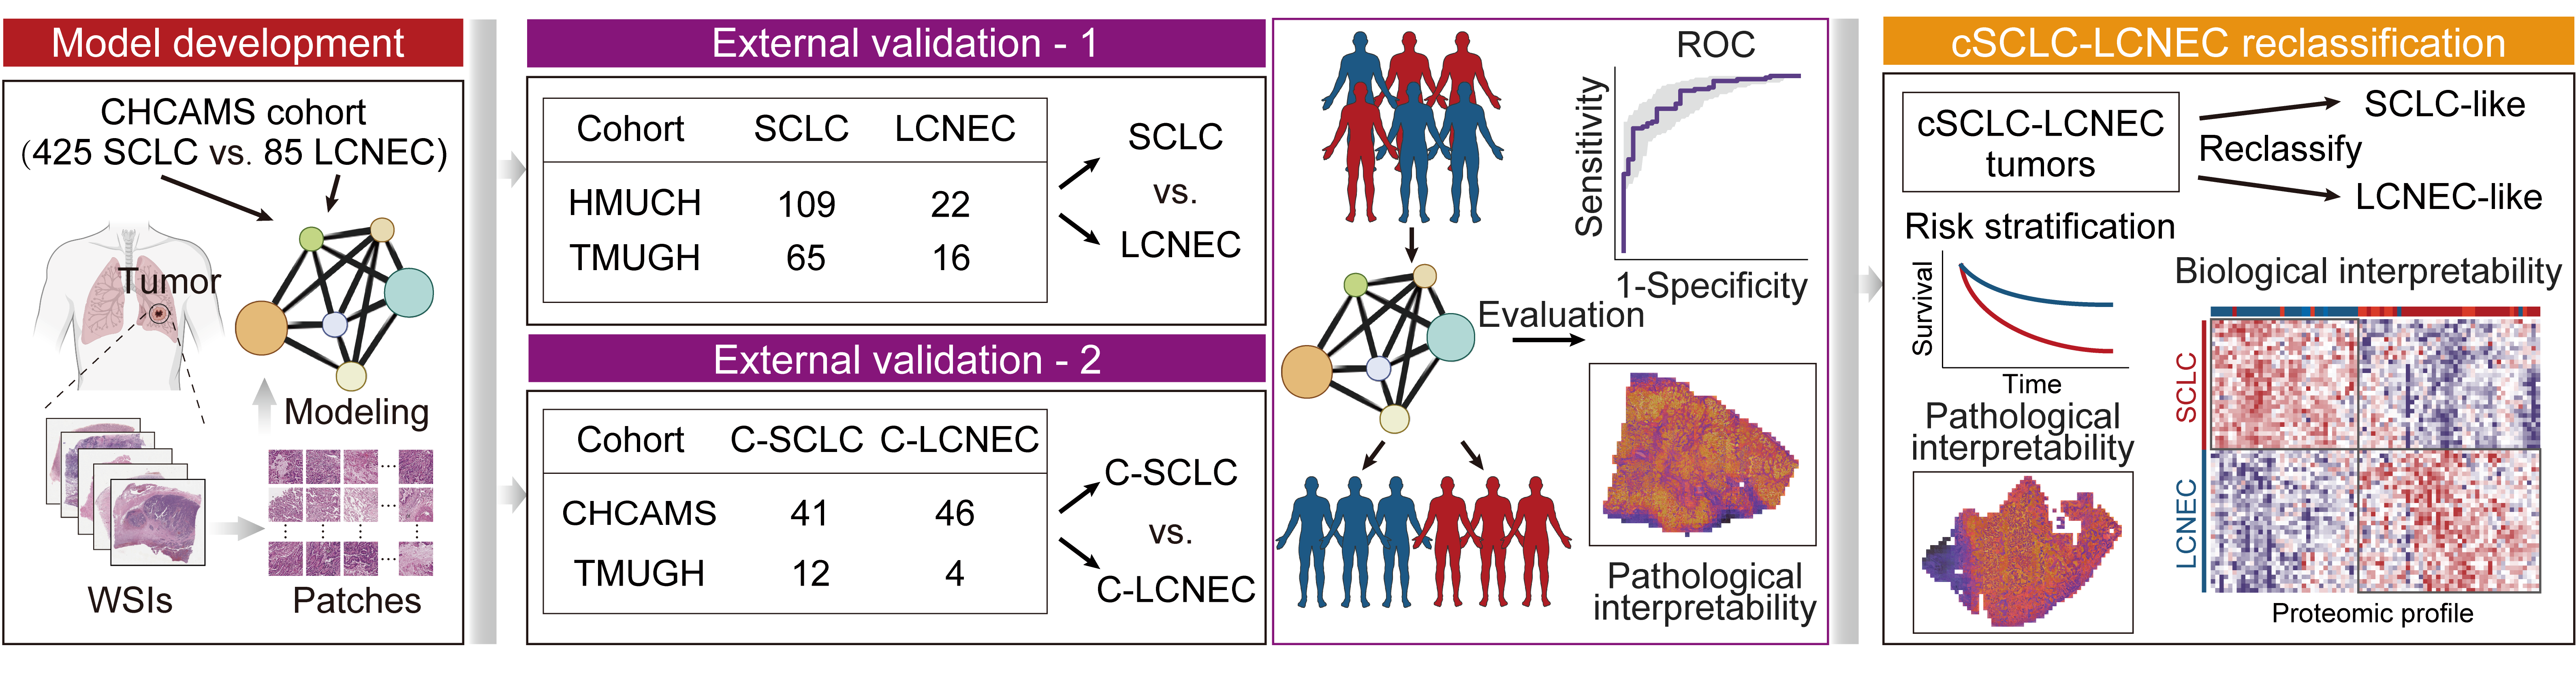 Model development
CHCAMS cohort
(425 SCLC vs. 85 LCNEC)
Tumor
Modeling
WSIs
Patches
External validation - 1
Cohort SCLC LCNEC
HMUCH 109 22
TMUGH 65 16
SCLC
vs.
LCNEC
External validation - 2
Cohort C-SCLC C-LCNEC
CHCAMS 41 46
TMUGH 12 4
C-SCLC
vs.
C-LCNEC
ROC
Sensitivity
1-Specificity
Evaluation
Pathological
interpretability
cSCLC-LCNEC reclassification
cSCLC-LCNEC
tumors
Reclassify
SCLC-like
LCNEC-like
Risk stratification
Survival
Time
Pathological
interpretability
Biological interpretability
SCLC
LCNEC
Proteomic profile